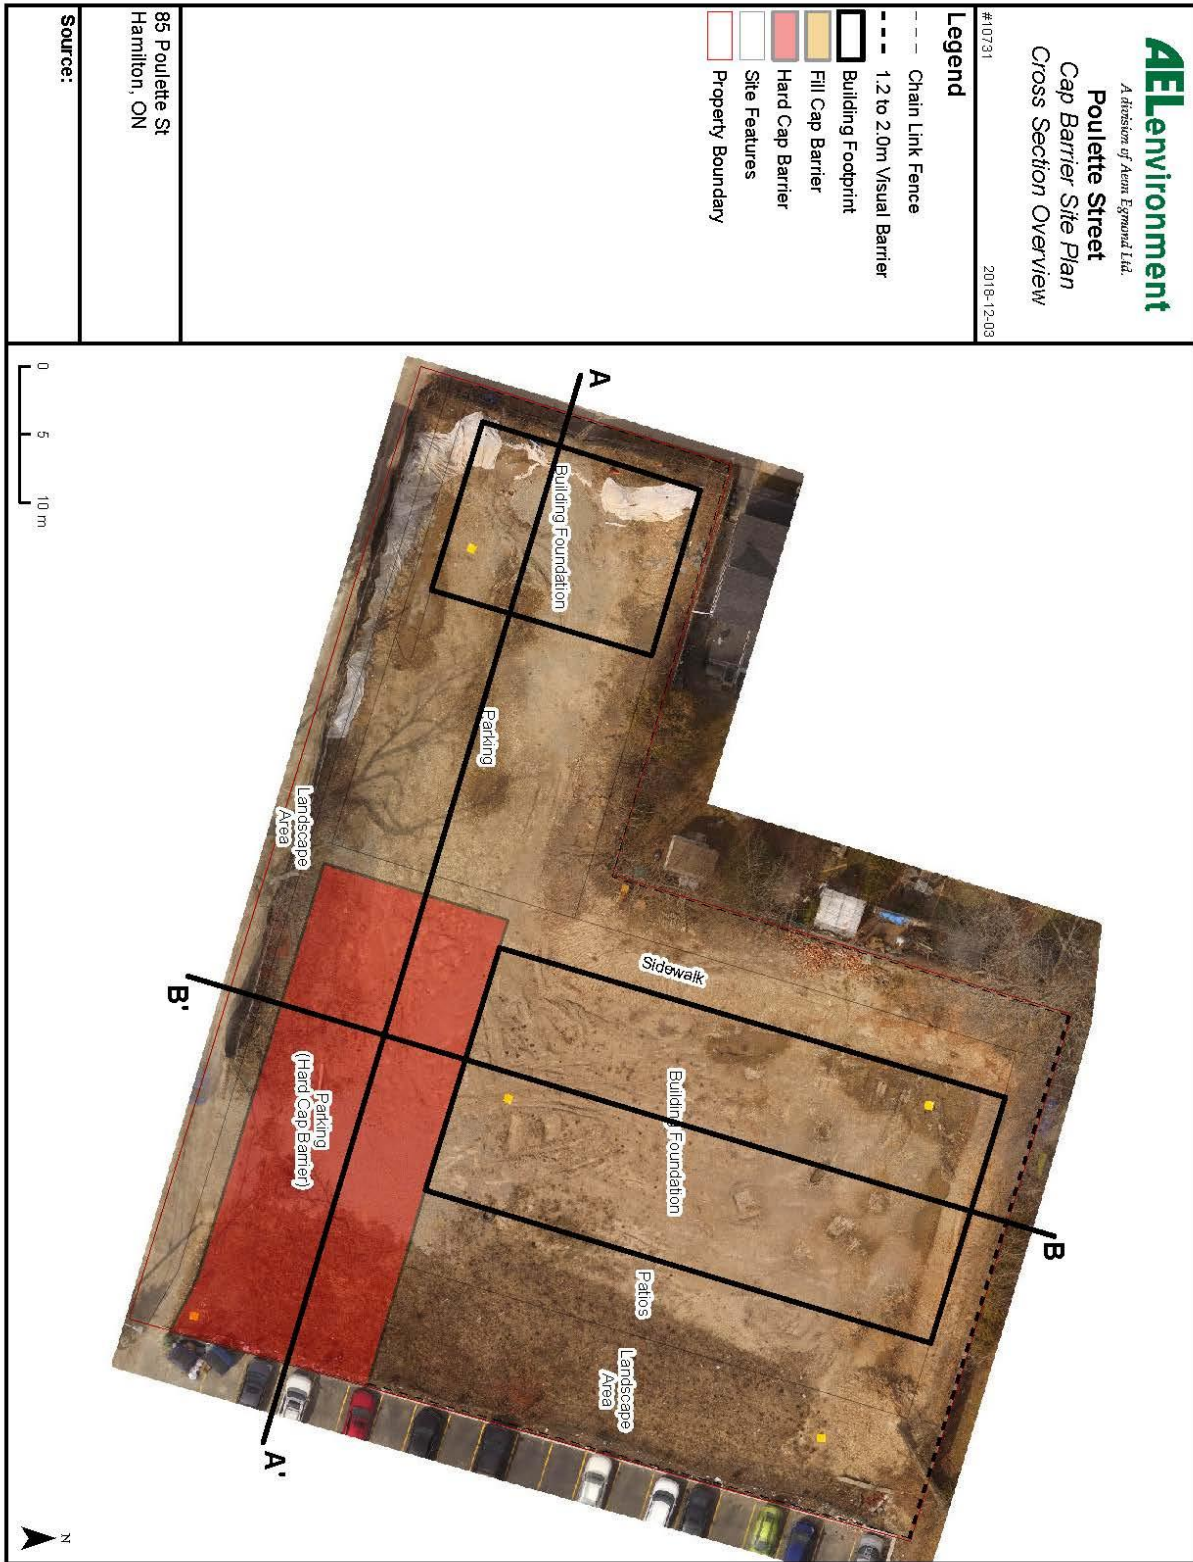 AELenvironment
A division of Aeon Egmond Ltd.
Poulette Street
Cap Barrier Site Plan
Cross Section Overview
#10731 2018-12-03
Legend
Chain Link Fence
1.2 to 2.0m Visual Barrier
Building Footprint
Fill Cap Barrier
Hard Cap Barrier
Site Features
Property Boundary
85 Poulette St
Hamilton, ON
Source:
B
Sidewalk
Building Foundation
Patios
Landscape
Area
A
Building Foundation
Parking
Landscape
Area
Parking
(Hard Cap Barrier)
B'
A'
0 5 10 m
N